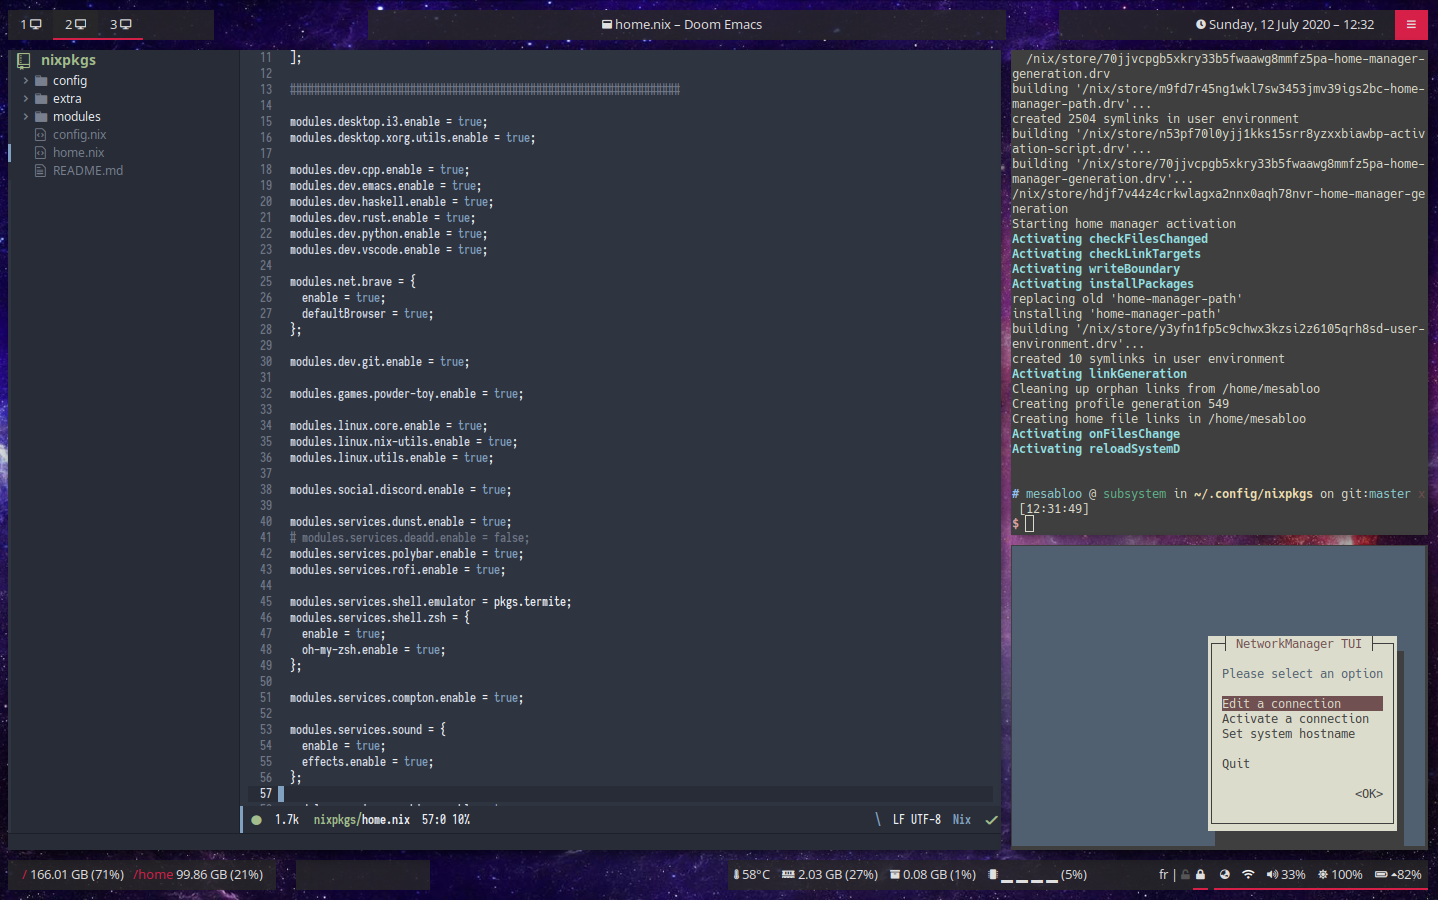 1 2 3
home.nix – Doom Emacs
Sunday, 12 July 2020 – 12:32
nixpkgs
config
extra
modules
config.nix
home.nix
README.md
11 ];
12
13 #################################################################
14
15 modules.desktop.i3.enable = true;
16 modules.desktop.xorg.utils.enable = true;
17
18 modules.dev.cpp.enable = true;
19 modules.dev.emacs.enable = true;
20 modules.dev.haskell.enable = true;
21 modules.dev.rust.enable = true;
22 modules.dev.python.enable = true;
23 modules.dev.vscode.enable = true;
24
25 modules.net.brave = {
26 enable = true;
27 defaultBrowser = true;
28 };
29
30 modules.dev.git.enable = true;
31
32 modules.games.powder-toy.enable = true;
33
34 modules.linux.core.enable = true;
35 modules.linux.nix-utils.enable = true;
36 modules.linux.utils.enable = true;
37
38 modules.social.discord.enable = true;
39
40 modules.services.dunst.enable = true;
41 # modules.services.deadd.enable = false;
42 modules.services.polybar.enable = true;
43 modules.services.rofi.enable = true;
44
45 modules.services.shell.emulator = pkgs.termite;
46 modules.services.shell.zsh = {
47 enable = true;
48 oh-my-zsh.enable = true;
49 };
50
51 modules.services.compton.enable = true;
52
53 modules.services.sound = {
54 enable = true;
55 effects.enable = true;
56 };
57
1.7k nixpkgs/home.nix 57:0 10% \ LF UTF-8 Nix
/nix/store/70jjvcpgb5xkry33b5fwaawg8mmfz5pa-home-manager-
generation.drv
building '/nix/store/m9fd7r45ng1wkl7sw3453jmv39igs2bc-home-
manager-path.drv'...
created 2504 symlinks in user environment
building '/nix/store/n53pf70l0yjj1kks15srr8yzxxbiawbp-activ
ation-script.drv'...
building '/nix/store/70jjvcpgb5xkry33b5fwaawg8mmfz5pa-home-
manager-generation.drv'...
/nix/store/hdjf7v44z4crkwlagxa2nnx0aqh78nvr-home-manager-ge
neration
Starting home manager activation
Activating checkFilesChanged
Activating checkLinkTargets
Activating writeBoundary
Activating installPackages
replacing old 'home-manager-path'
installing 'home-manager-path'
building '/nix/store/y3yfn1fp5c9chwx3kzsi2z6105qrh8sd-user-
environment.drv'...
created 10 symlinks in user environment
Activating linkGeneration
Cleaning up orphan links from /home/mesabloo
Creating profile generation 549
Creating home file links in /home/mesabloo
Activating onFilesChange
Activating reloadSystemD
# mesabloo @ subsystem in ~/.config/nixpkgs on git:master x
[12:31:49]
$
NetworkManager TUI
Please select an option
Edit a connection
Activate a connection
Set system hostname
Quit
<OK>
/ 166.01 GB (71%) /home 99.86 GB (21%)
58°C 2.03 GB (27%) 0.08 GB (1%) (5%)
fr | 33% 100% 82%